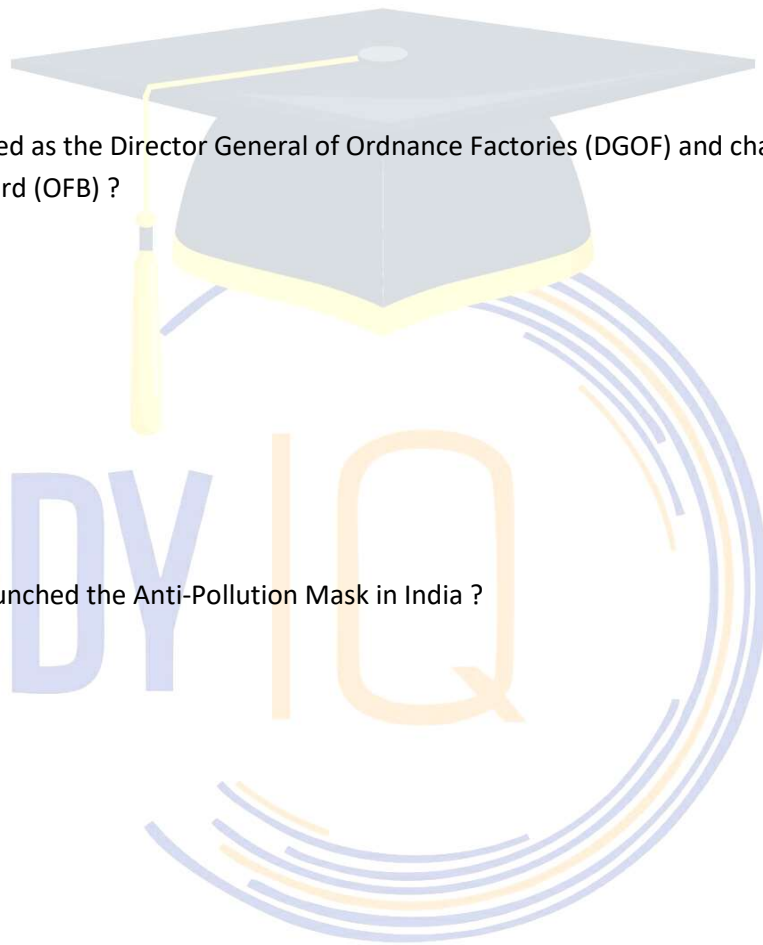 ed as the Director General of Ordnance Factories (DGOF) and cha
rd (OFB) ?
unched the Anti-Pollution Mask in India ?
DY IQ